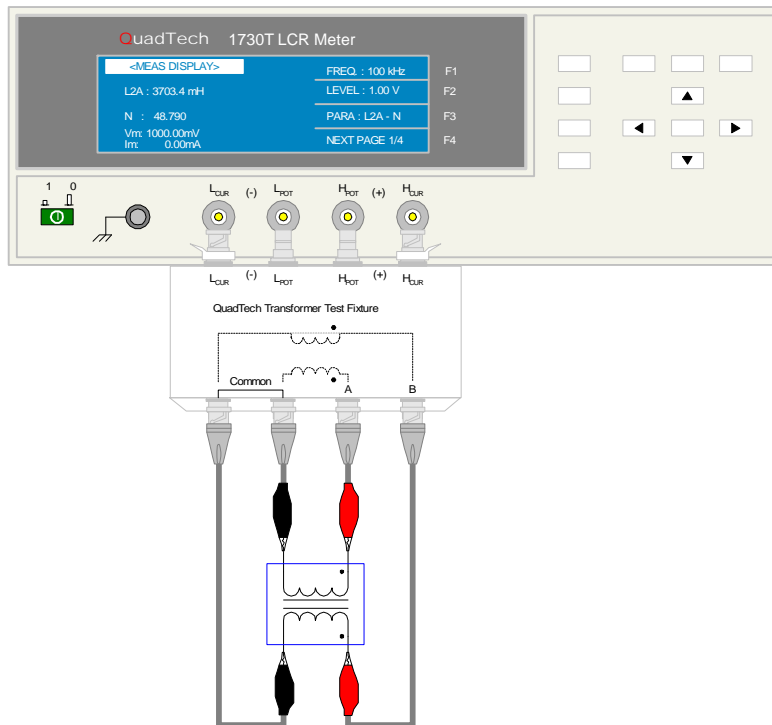 QuadTech 1730T LCR Meter
<MEAS DISPLAY>
L2A : 3703.4 mH
N : 48.790
Vm: 1000.00mV
Im: 0.00mA
FREQ. : 100 kHz
LEVEL : 1.00 V
PARA : L2A - N
NEXT PAGE 1/4
F1
F2
F3
F4
1 0
LCUR (-) LPOT HPOT (+) HCUR
LCUR (-) LPOT HPOT (+) HCUR
QuadTech Transformer Test Fixture
Common
A B